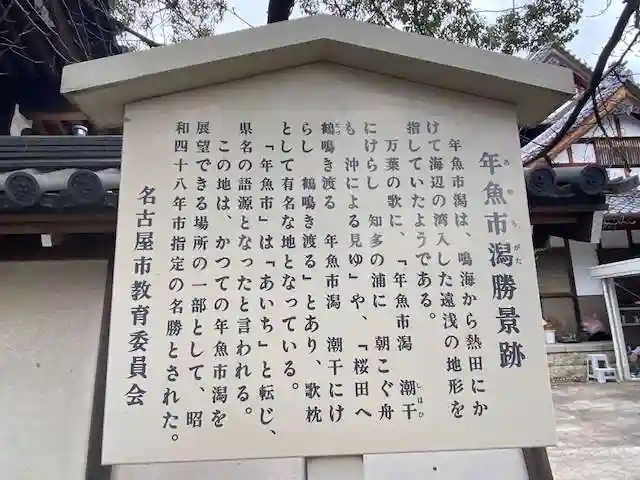 年魚市潟勝景跡
年魚市潟は、鳴海から熱田にか
けて海辺の湾入した遠浅の地形を
指していたようである。
万葉の歌に、「年魚市潟 潮干
にけらし 知多の浦に 朝こぐ舟
も 沖による見ゆ」や、「桜田へ
鶴鳴き渡る 年魚市潟 潮干にけ
らし 鶴鳴き渡る」とあり、歌枕
として有名な地となっている。
「年魚市」は「あいち」と転じ、
県名の語源となったと言われる。
この地は、かつての年魚市潟を
展望できる場所の一部として、昭
和四十八年市指定の名勝とされた。
名古屋市教育委員会